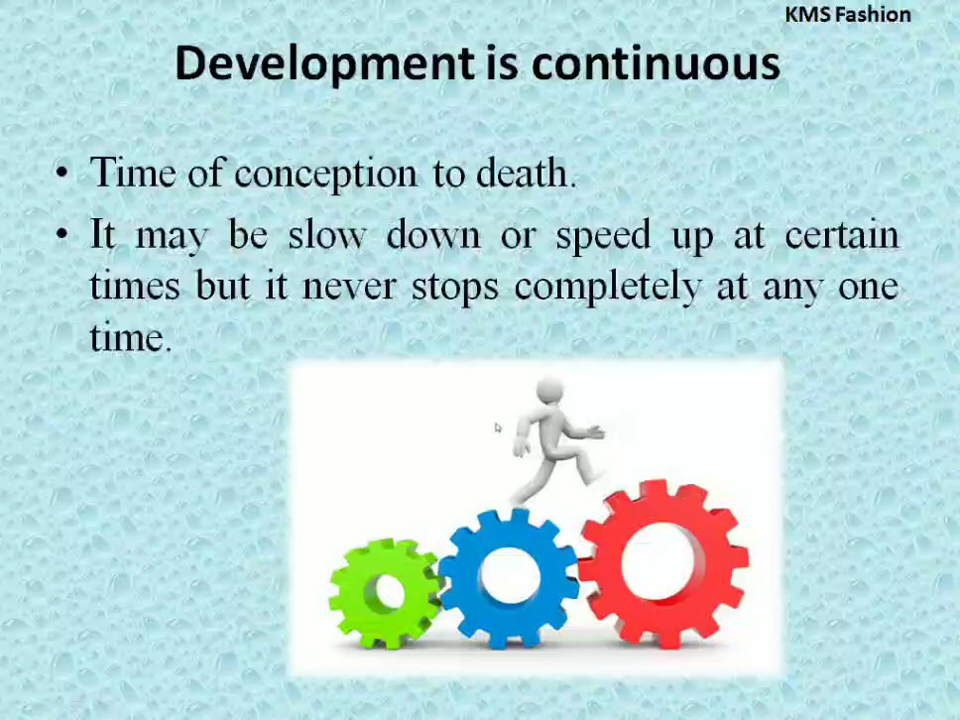 KMS Fashion
Development is continuous
• Time of conception to death.
• It may be slow down or speed up at certain
times but it never stops completely at any one
time.